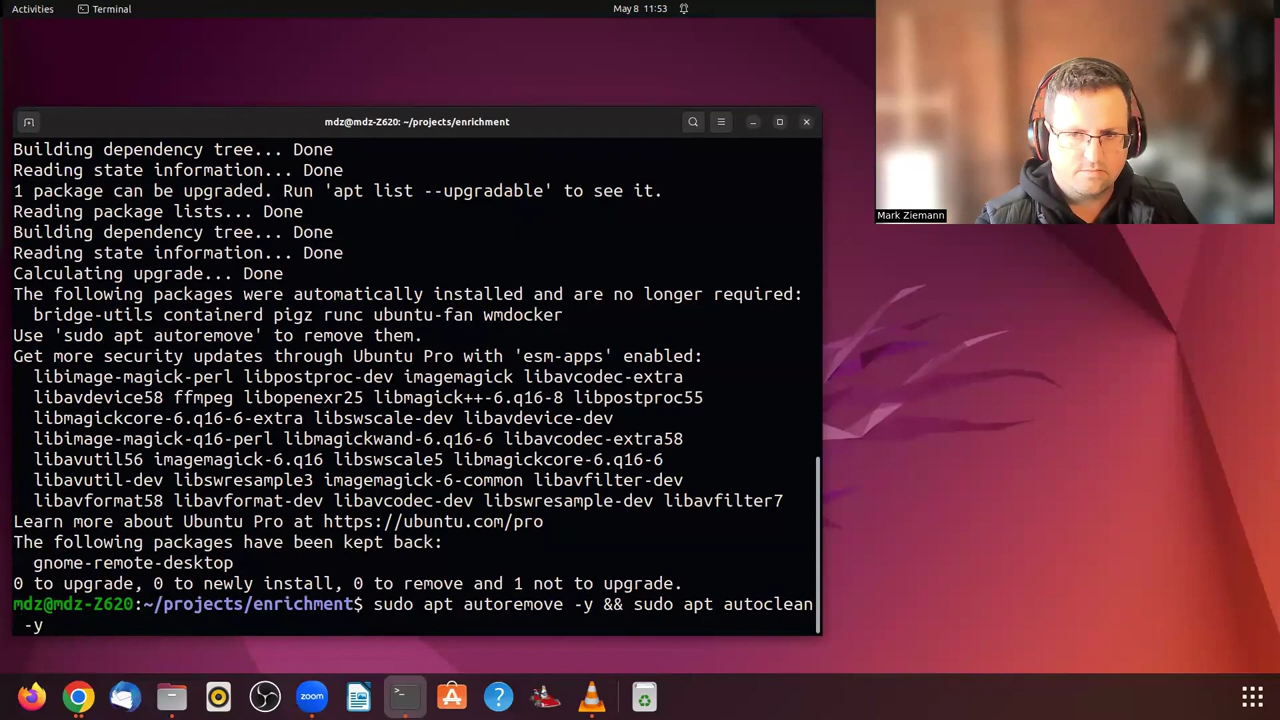 Activities
Terminal
May 8 11:53
mdz@mdz-Z620: ~/projects/enrichment
Mark Ziemann
Building dependency tree... Done
Reading state information... Done
1 package can be upgraded. Run 'apt list --upgradable' to see it.
Reading package lists... Done
Building dependency tree... Done
Reading state information... Done
Calculating upgrade... Done
The following packages were automatically installed and are no longer required:
  bridge-utils containerd pigz runc ubuntu-fan wmdocker
Use 'sudo apt autoremove' to remove them.
Get more security updates through Ubuntu Pro with 'esm-apps' enabled:
  libimage-magick-perl libpostproc-dev imagemagick libavcodec-extra
  libavdevice58 ffmpeg libopenexr25 libmagick++-6.q16-8 libpostproc55
  libmagickcore-6.q16-6-extra libswscale-dev libavdevice-dev
  libimage-magick-q16-perl libmagickwand-6.q16-6 libavcodec-extra58
  libavutil56 imagemagick-6.q16 libswscale5 libmagickcore-6.q16-6
  libavutil-dev libswresample3 imagemagick-6-common libavfilter-dev
  libavformat58 libavformat-dev libavcodec-dev libswresample-dev libavfilter7
Learn more about Ubuntu Pro at https://ubuntu.com/pro
The following packages have been kept back:
  gnome-remote-desktop
0 to upgrade, 0 to newly install, 0 to remove and 1 not to upgrade.
mdz@mdz-Z620:~/projects/enrichment$ sudo apt autoremove -y && sudo apt autoclean
 -y
zoom